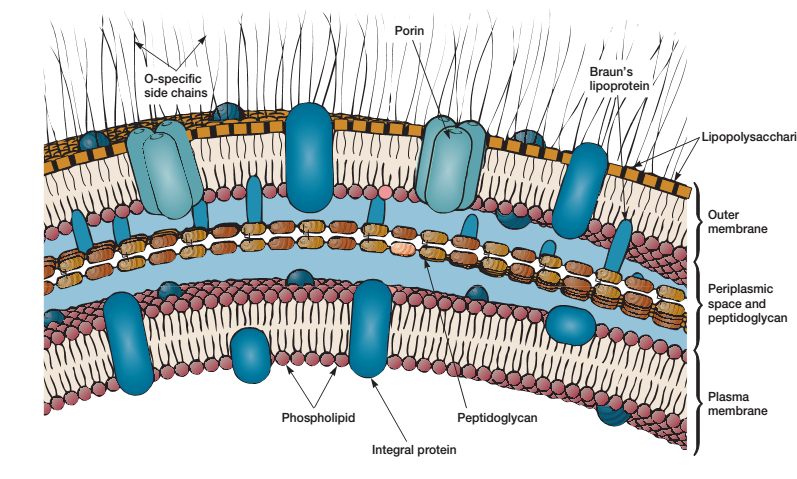 Porin
O-specific
side chains
Braun's
lipoprotein
Lipopolysacchari
Outer
membrane
Periplasmic
space and
peptidoglycan
Plasma
membrane
Phospholipid
Peptidoglycan
Integral protein